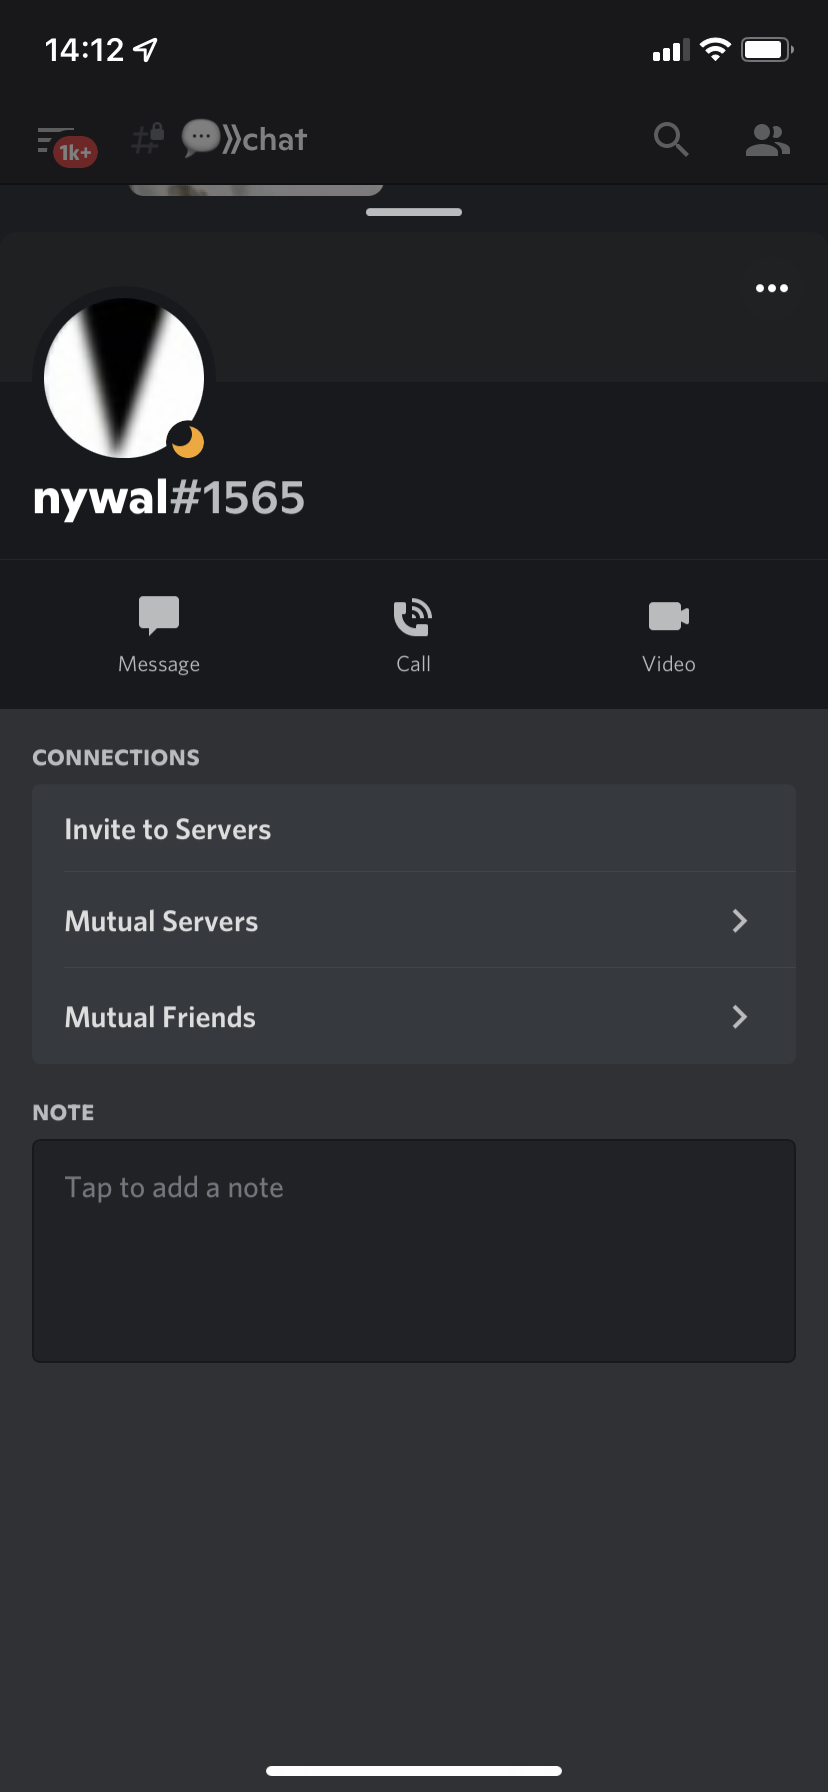 14:12
1k+
# 💬⟫chat
nywal#1565
Message
Call
Video
CONNECTIONS
Invite to Servers
Mutual Servers
Mutual Friends
NOTE
Tap to add a note